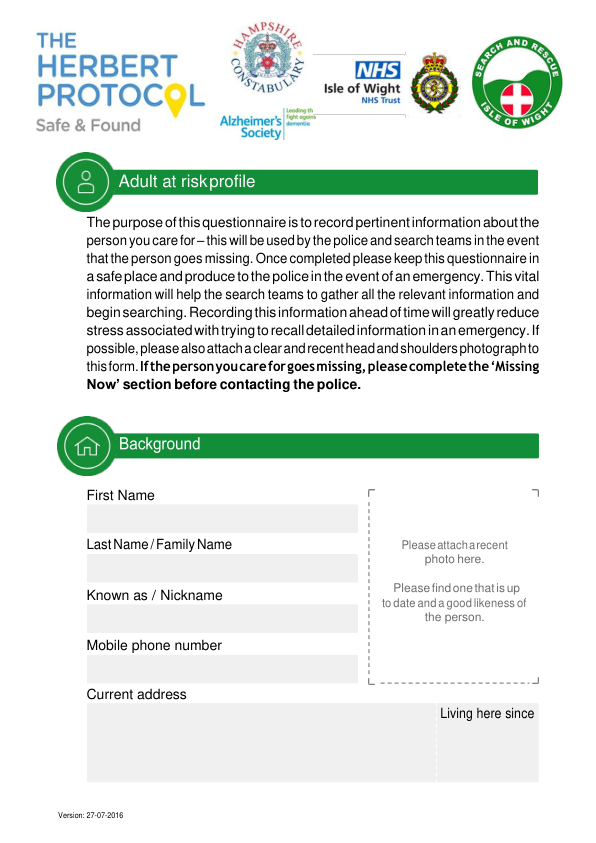 THE
HERBERT
PROTOCOL
Safe & Found
HAMPSHIRE
CONSTABULARY
Alzheimer's
Society
Leading th
fight again
dementia
NHS
Isle of Wight
NHS Trust
SEARCH AND RESCUE
ISLE OF WIGHT
Adult at risk profile
The purpose of this questionnaire is to record pertinent information about the
person you care for – this will be used by the police and search teams in the event
that the person goes missing. Once completed please keep this questionnaire in
a safe place and produce to the police in the event of an emergency. This vital
information will help the search teams to gather all the relevant information and
begin searching. Recording this information ahead of time will greatly reduce
stress associated with trying to recall detailed information in an emergency. If
possible, please also attach a clear and recent head and shoulders photograph to
this form. If the person you care for goes missing, please complete the ‘Missing
Now’ section before contacting the police.
Background
First Name
Last Name / Family Name
Known as / Nickname
Mobile phone number
Please attach a recent
photo here.
Please find one that is up
to date and a good likeness of
the person.
Current address
Living here since
Version: 27-07-2016